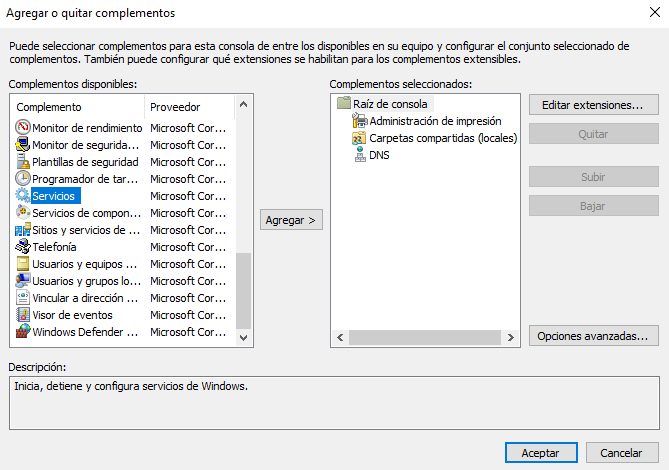 Agregar o quitar complementos
Puede seleccionar complementos para esta consola de entre los disponibles en su equipo y configurar el conjunto seleccionado de
complementos. También puede configurar qué extensiones se habilitan para los complementos extensibles.
Complementos disponibles:
Complemento Proveedor
Monitor de rendimiento Microsoft Cor...
Monitor de segurida... Microsoft Cor...
Plantillas de seguridad Microsoft Cor...
Programador de tar... Microsoft Cor...
Servicios Microsoft Cor...
Servicios de compon... Microsoft Cor...
Sitios y servicios de ... Microsoft Cor...
Telefonía Microsoft Cor...
Usuarios y equipos ... Microsoft Cor...
Usuarios y grupos lo... Microsoft Cor...
Vincular a dirección ... Microsoft Cor...
Visor de eventos Microsoft Cor...
Windows Defender ... Microsoft Cor...
Agregar >
Complementos seleccionados:
Raíz de consola
Administración de impresión
Carpetas compartidas (locales)
DNS
Editar extensiones...
Quitar
Subir
Bajar
Opciones avanzadas...
Descripción:
Inicia, detiene y configura servicios de Windows.
Aceptar
Cancelar